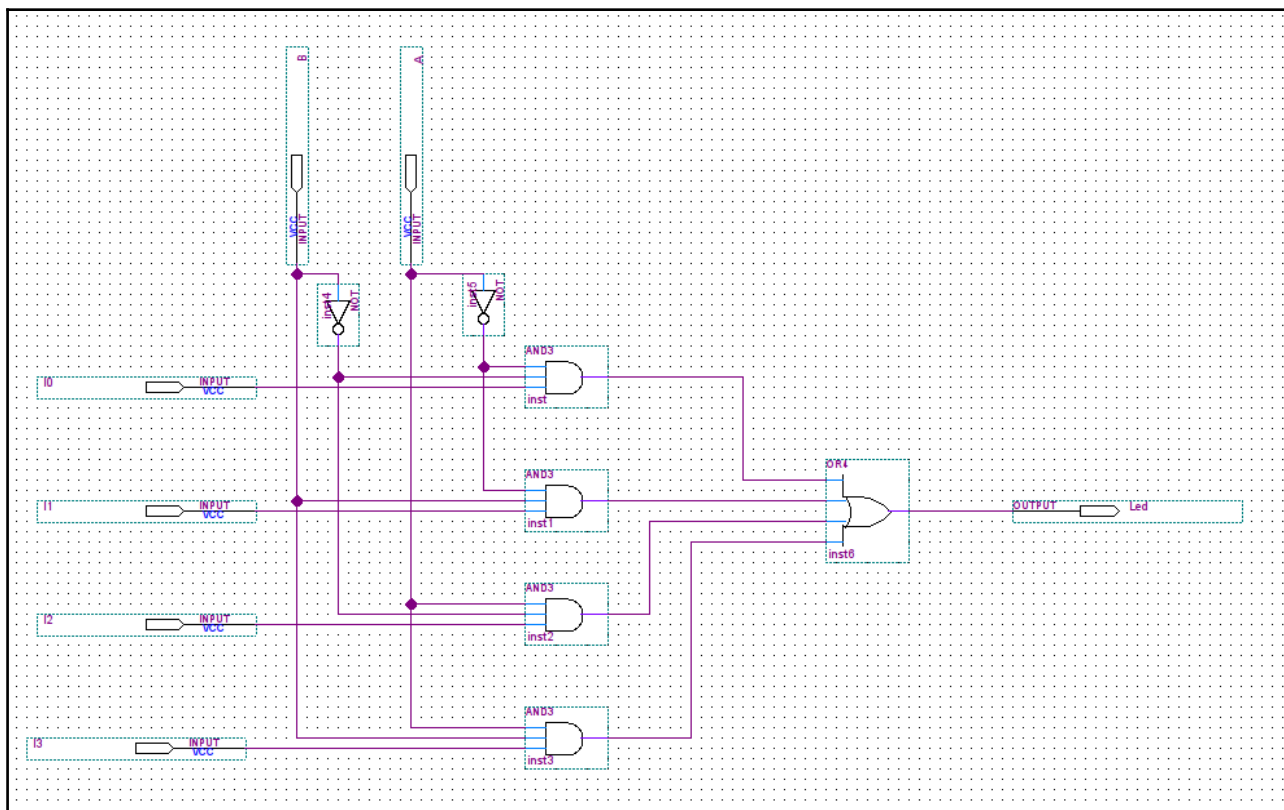 B
A
VCC
INPUT
VCC
INPUT
inst4
NOT
inst5
NOT
AND3
inst
I0
INPUT
VCC
AND3
inst1
I1
INPUT
VCC
OR4
inst6
OUTPUT
Led
AND3
inst2
I2
INPUT
VCC
AND3
inst3
I3
INPUT
VCC